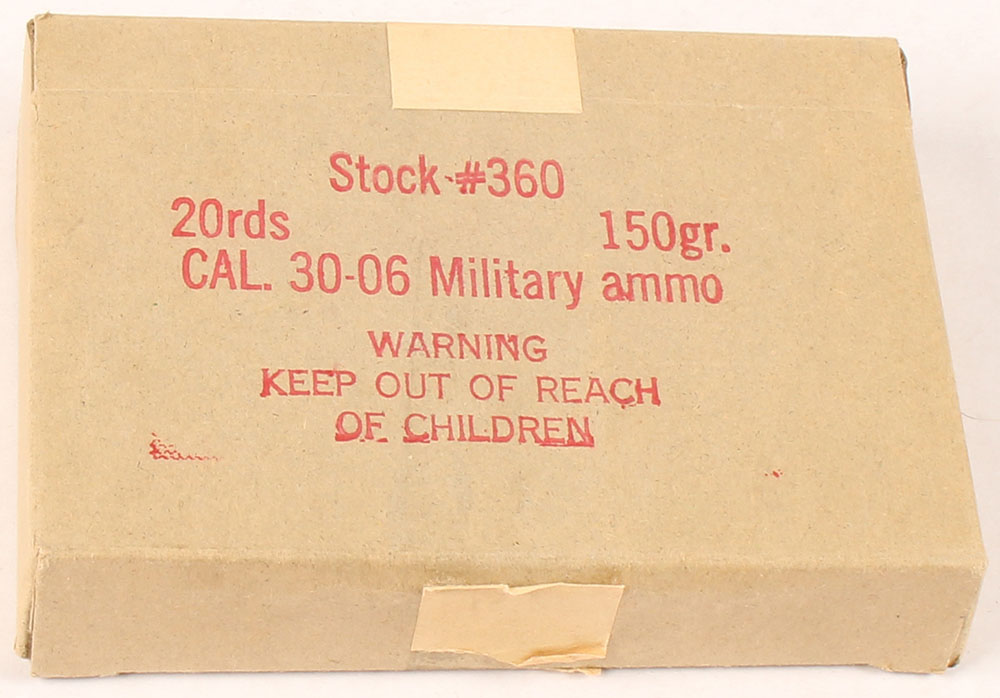 Stock #360
20rds 150gr.
CAL. 30-06 Military ammo
WARNING
KEEP OUT OF REACH
OF CHILDREN